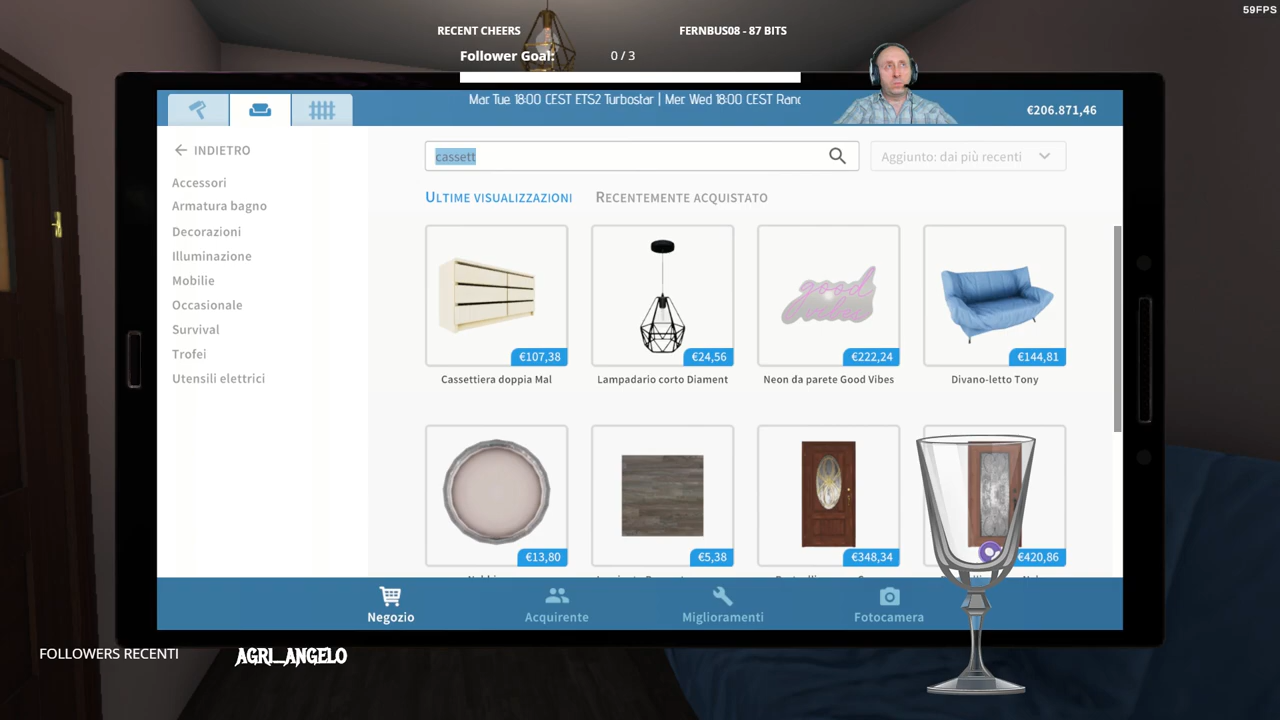 59FPS
RECENT CHEERS
FERNBUS08 - 87 BITS
Follower Goal:
0 / 3
Mar. Tue 18:00 CEST ETS2 Turbostar | Mer. Wed 18:00 CEST
€206.871,46
INDIETRO
cassett
Aggiunto: dai più recenti
Accessori
Armatura bagno
Decorazioni
Illuminazione
Mobilie
Occasionale
Survival
Trofei
Utensili elettrici
ULTIME VISUALIZZAZIONI
RECENTEMENTE ACQUISTATO
€107,38
€24,56
€222,24
€144,81
Cassettiera doppia Mal
Lampadario corto Diament
Neon da parete Good Vibes
Divano-letto Tony
good
vibes
€13,80
€5,38
€348,34
€420,86
Negozio
Acquirente
Miglioramenti
Fotocamera
FOLLOWERS RECENTI
AGRI_ANGELO